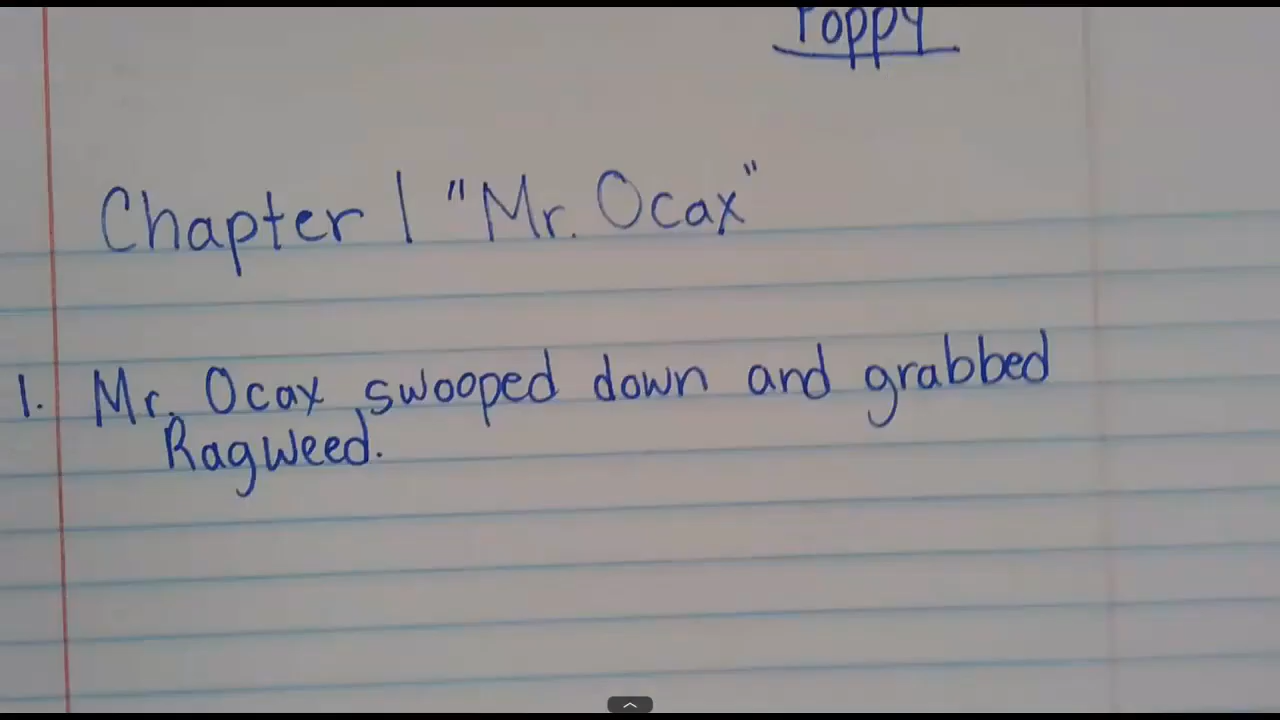 Poppy
Chapter 1 "Mr. Ocax"
1. Mr. Ocax swooped down and grabbed
Ragweed.